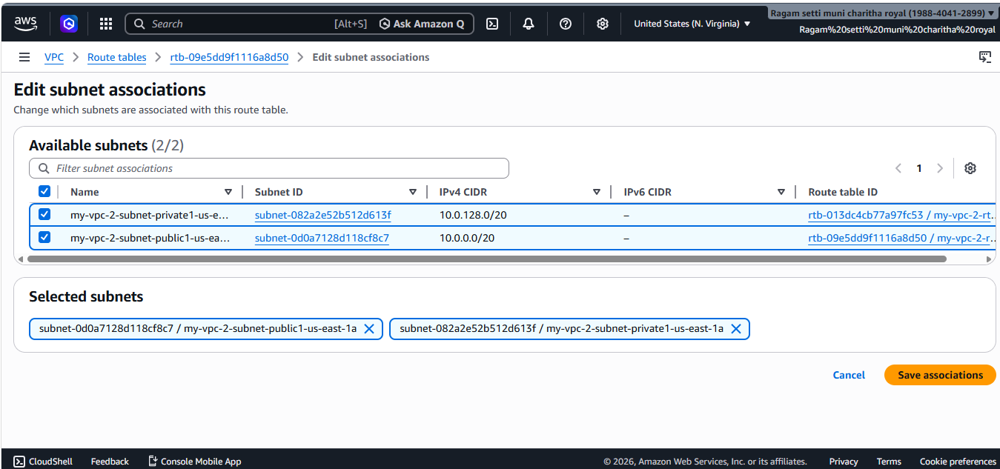 aws Search [Alt+S] Ask Amazon Q United States (N. Virginia) ▼ Ragam setti muni charitha royal (1988-4041-2899) ▼
Ragam%20setti%20muni%20charitha%20royal
VPC > Route tables > rtb-09e5dd9f1116a8d50 > Edit subnet associations
Edit subnet associations
Change which subnets are associated with this route table.
Available subnets (2/2)
Filter subnet associations
1
Name Subnet ID IPv4 CIDR IPv6 CIDR Route table ID
my-vpc-2-subnet-private1-us-e... subnet-082a2e52b512d613f 10.0.128.0/20 – rtb-013dc4cb77a97fc53 / my-vpc-2-rt...
my-vpc-2-subnet-public1-us-ea... subnet-0d0a7128d118cf8c7 10.0.0.0/20 – rtb-09e5dd9f1116a8d50 / my-vpc-2-r...
Selected subnets
subnet-0d0a7128d118cf8c7 / my-vpc-2-subnet-public1-us-east-1a subnet-082a2e52b512d613f / my-vpc-2-subnet-private1-us-east-1a
Cancel Save associations
CloudShell Feedback Console Mobile App © 2026, Amazon Web Services, Inc. or its affiliates. Privacy Terms Cookie preferences